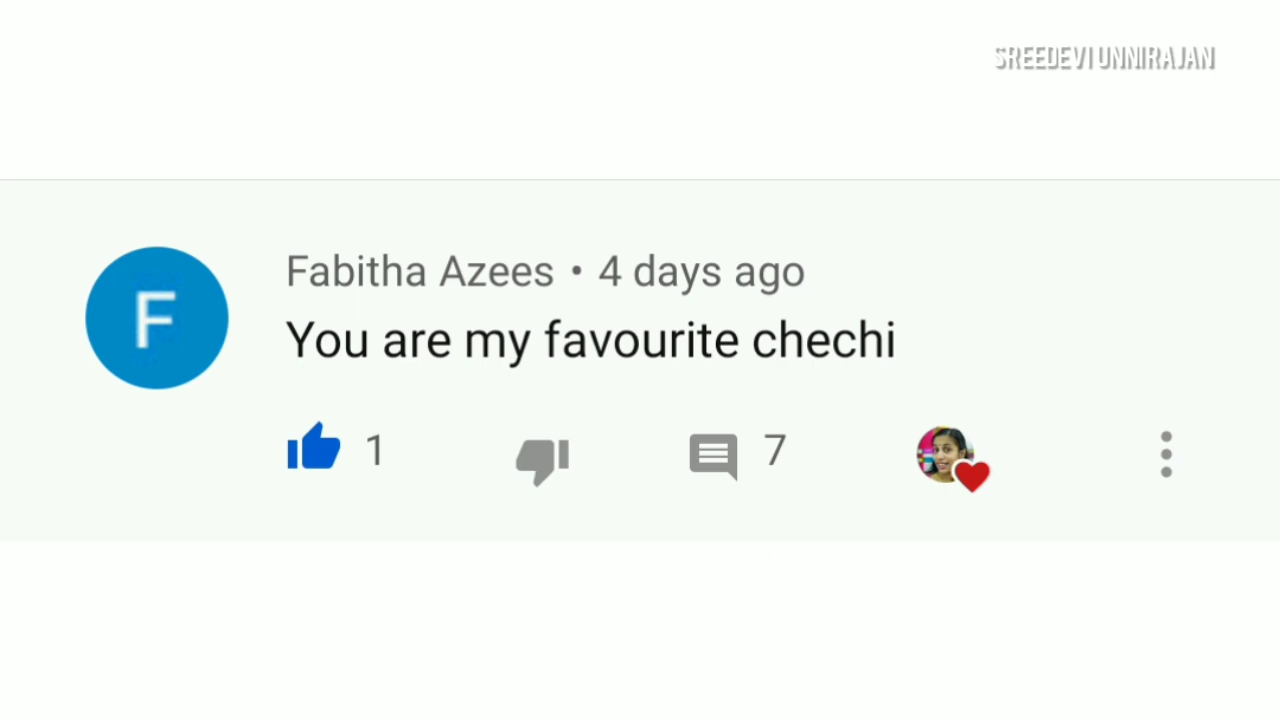 SREEDEVI UNNIRAJAN
F
Fabitha Azees • 4 days ago
You are my favourite chechi
1
7